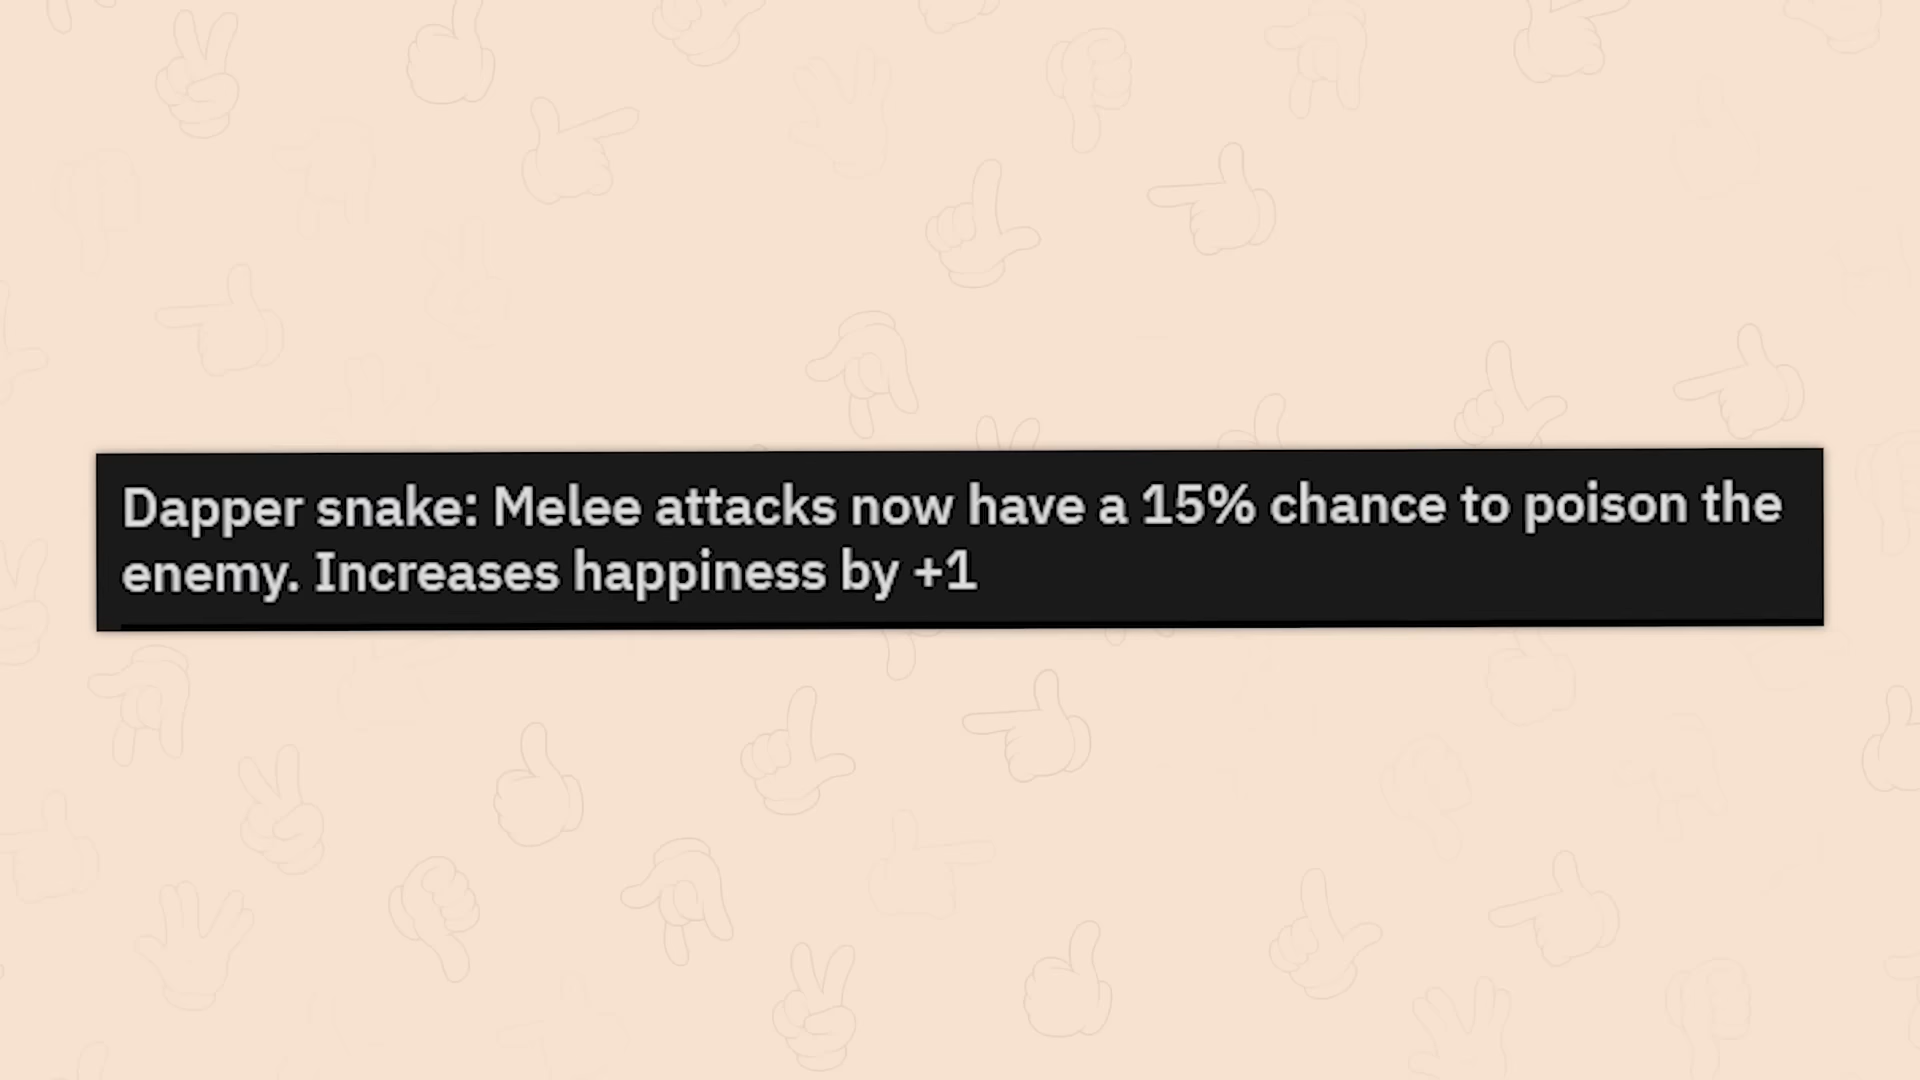 Dapper snake: Melee attacks now have a 15% chance to poison the
enemy. Increases happiness by +1